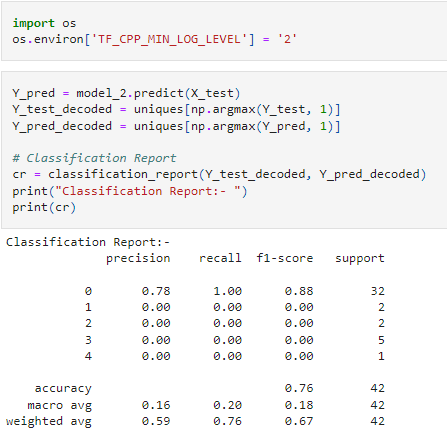 import os
os.environ['TF_CPP_MIN_LOG_LEVEL'] = '2'
Y_pred = model_2.predict(X_test)
Y_test_decoded = uniques[np.argmax(Y_test, 1)]
Y_pred_decoded = uniques[np.argmax(Y_pred, 1)]
# Classification Report
cr = classification_report(Y_test_decoded, Y_pred_decoded)
print("Classification Report:- ")
print(cr)
Classification Report:-
precision recall f1-score support
0 0.78 1.00 0.88 32
1 0.00 0.00 0.00 2
2 0.00 0.00 0.00 2
3 0.00 0.00 0.00 5
4 0.00 0.00 0.00 1
accuracy 0.76 42
macro avg 0.16 0.20 0.18 42
weighted avg 0.59 0.76 0.67 42